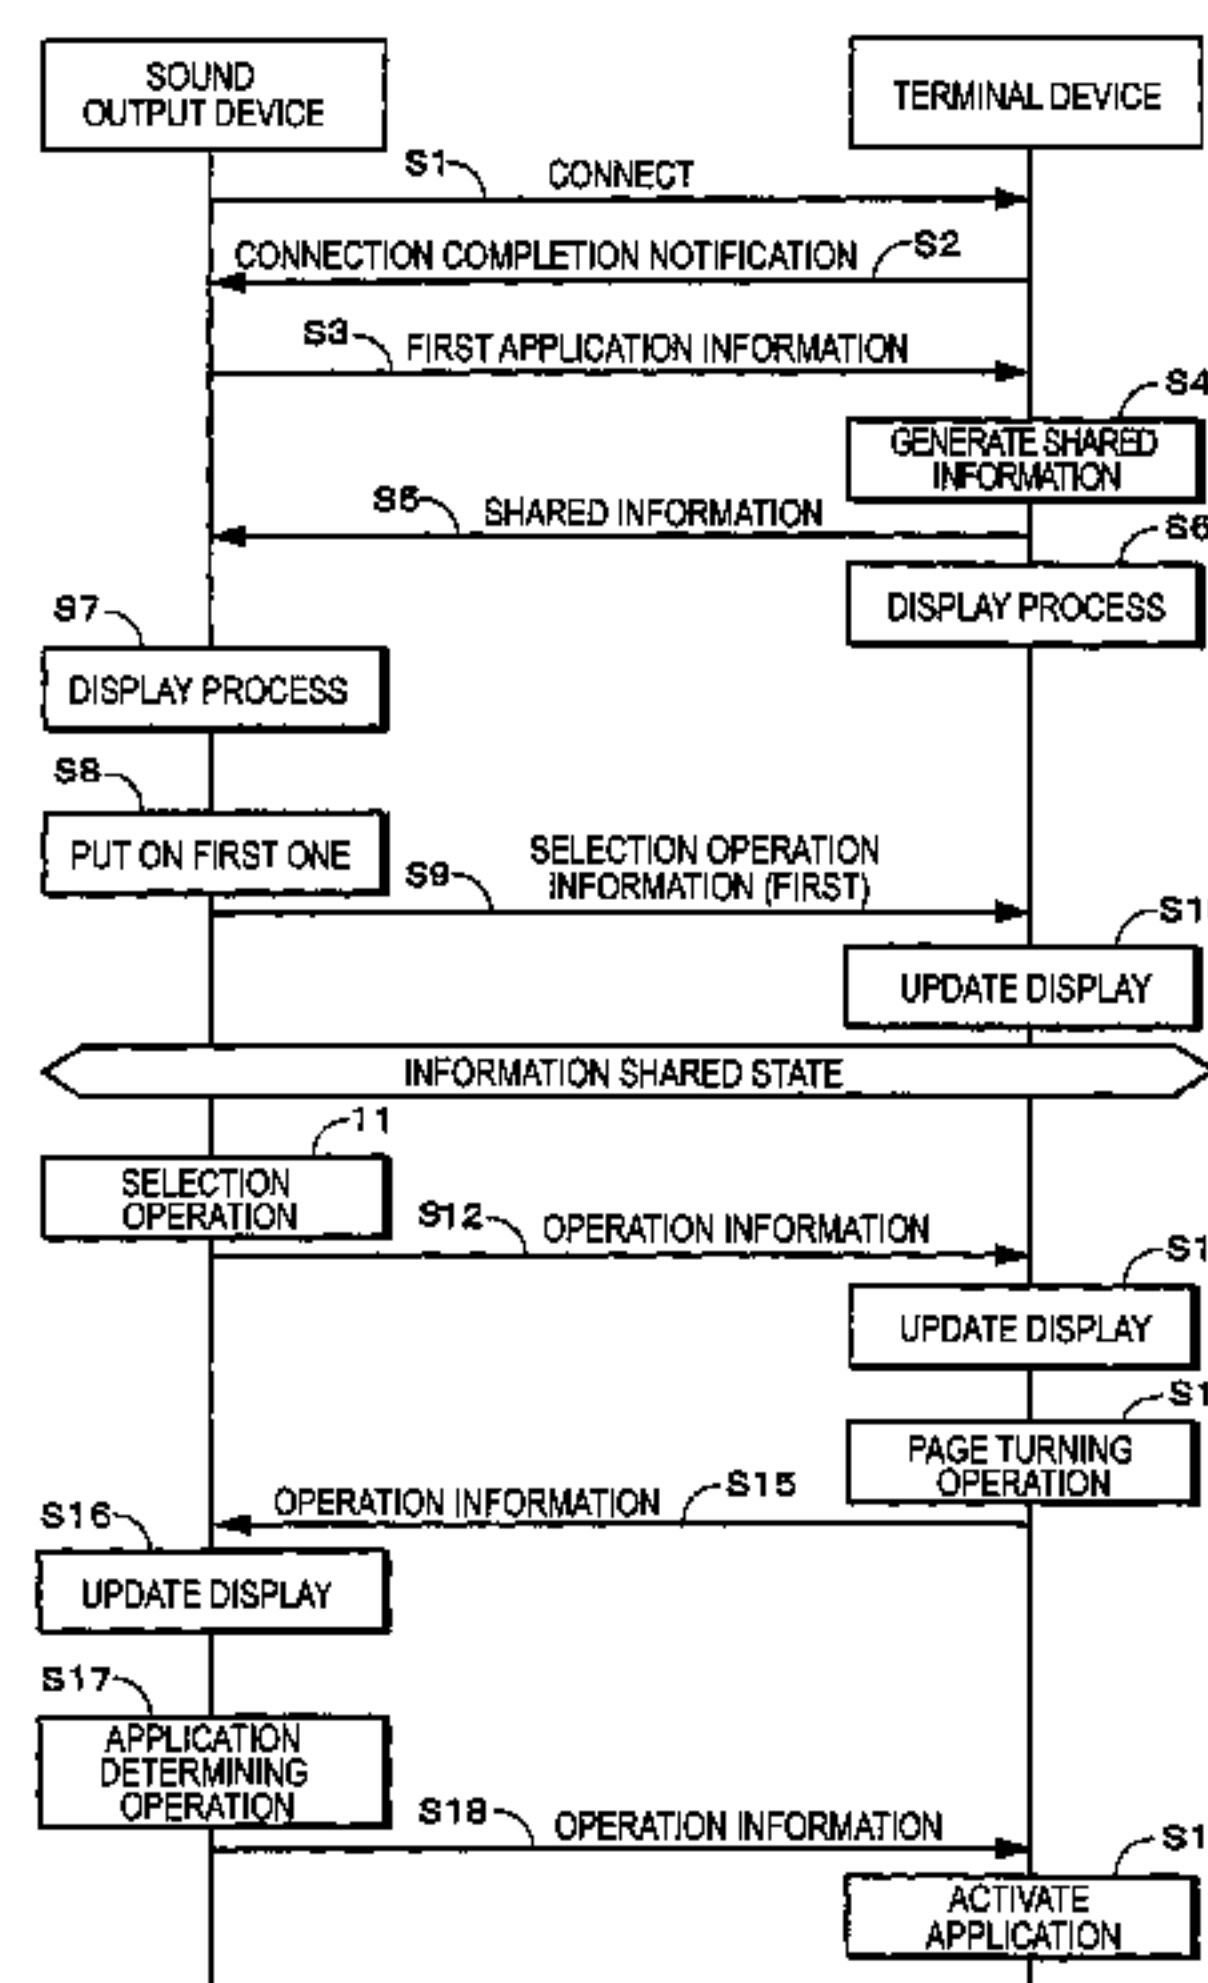 SOUND
OUTPUT DEVICE
TERMINAL DEVICE
S1
CONNECT
CONNECTION COMPLETION NOTIFICATION
S2
S3
FIRST APPLICATION INFORMATION
S4
GENERATE SHARED
INFORMATION
S5
SHARED INFORMATION
S6
DISPLAY PROCESS
S7
DISPLAY PROCESS
S8
PUT ON FIRST ONE
SELECTION OPERATION
INFORMATION (FIRST)
S9
UPDATE DISPLAY
INFORMATION SHARED STATE
11
SELECTION
OPERATION
S12
OPERATION INFORMATION
S1
UPDATE DISPLAY
S1
PAGE TURNING
OPERATION
S15
OPERATION INFORMATION
S16
UPDATE DISPLAY
S17
APPLICATION
DETERMINING
OPERATION
S18
OPERATION INFORMATION
S1
ACTIVATE
APPLICATION